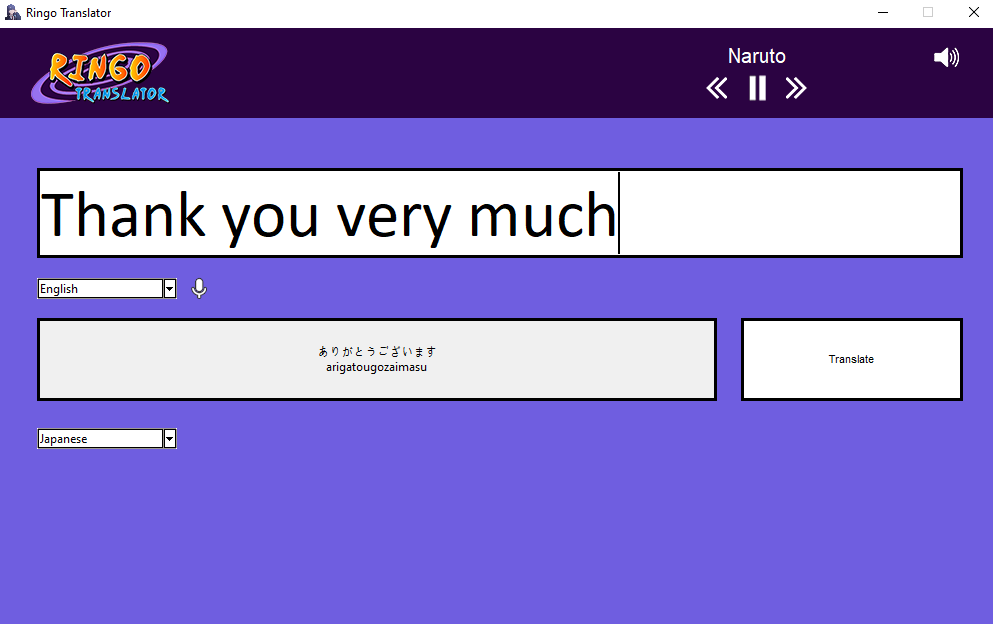 Ringo Translator
RINGO
TRANSLATOR
Naruto
Thank you very much
English
ありがとうございます
arigatougozaimasu
Translate
Japanese